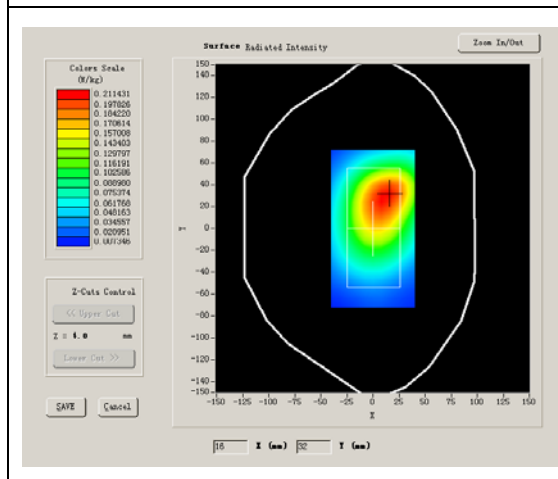 Surface Radiated Intensity
Zoom In/Out
Colors Scale
(W/kg)
0.211431
0.197826
0.184220
0.170614
0.157008
0.143403
0.129797
0.116191
0.102586
0.088980
0.075374
0.061768
0.048163
0.034557
0.020951
0.007346
150
140
120
100
80
60
40
20
0
-20
-40
-60
-80
-100
-120
-140
-150
Y
-150 -125 -100 -75 -50 -25 0 25 50 75 100 125 150
X
Z-Cuts Control
<< Upper Cut
Z = 4.0 mm
Lower Cut >>
SAVE
Cancel
16 X (mm) 32 Y (mm)